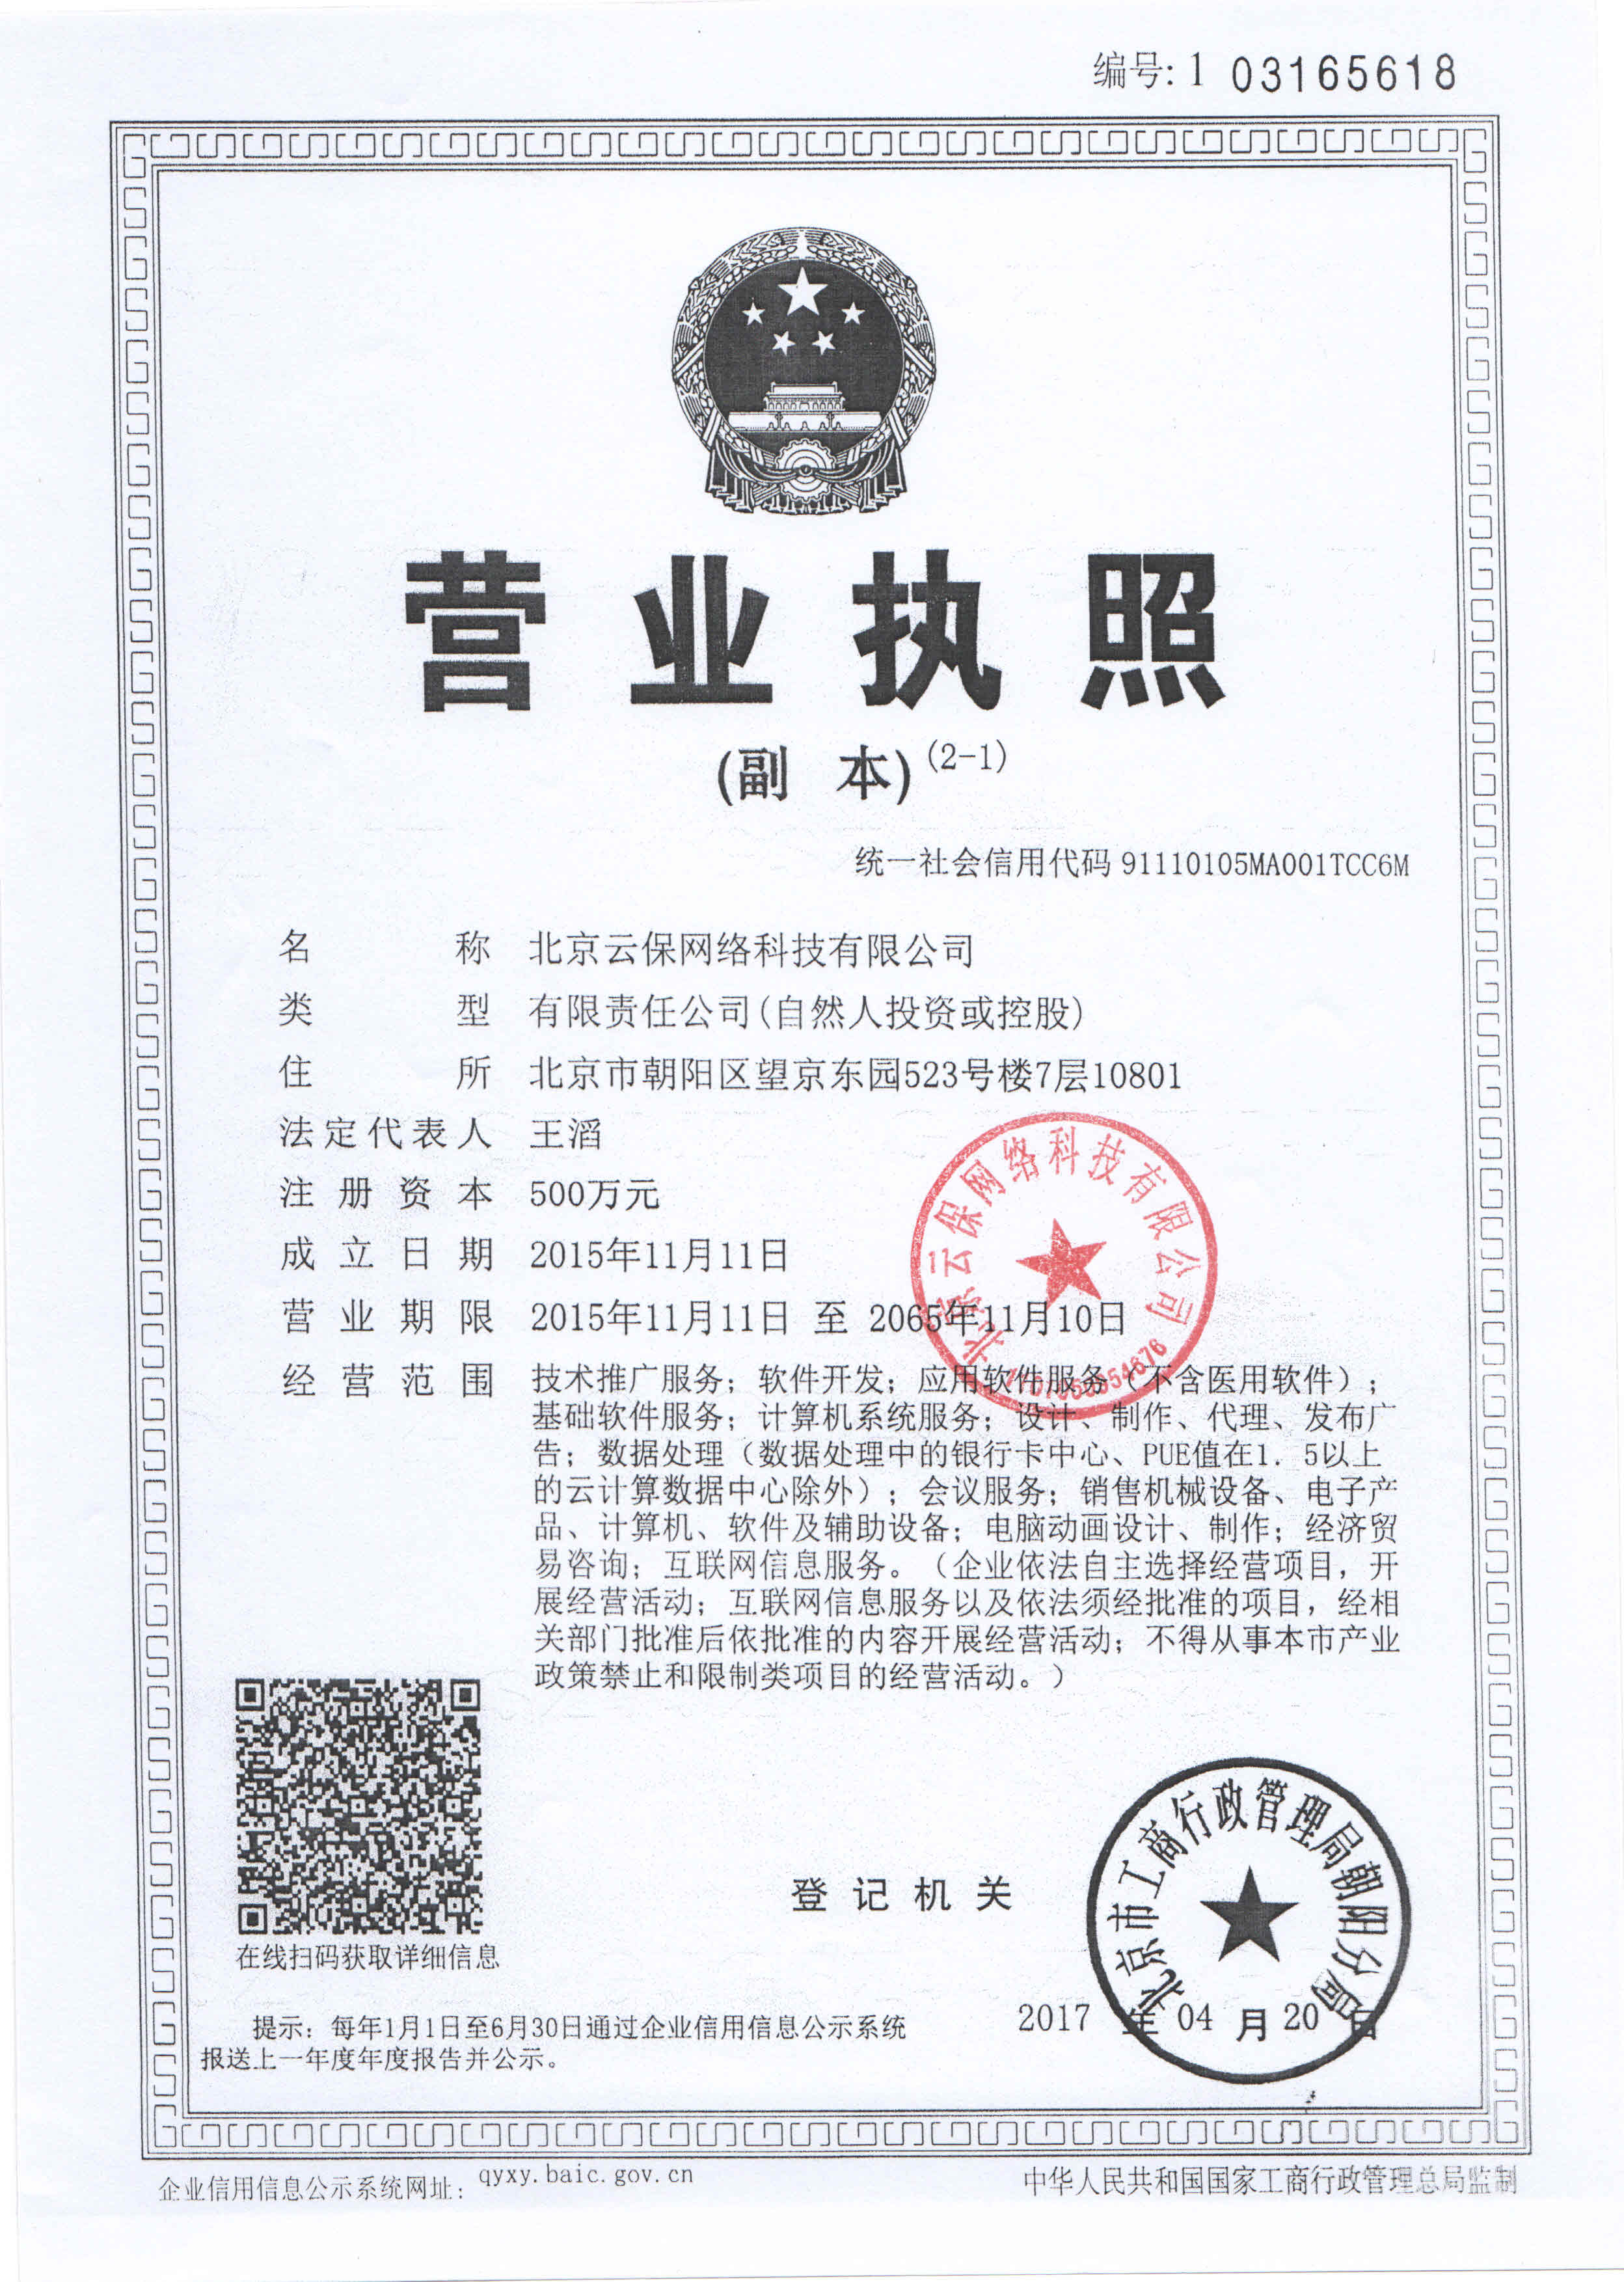 编号: 1 03165618
营业执照
(副 本) (2-1)
统一社会信用代码 91110105MA001TCC6M
名 称 北京云保网络科技有限公司
类 型 有限责任公司(自然人投资或控股)
住 所 北京市朝阳区望京东园523号楼7层10801
法定代表人 王滔
注册资本 500万元
成立日期 2015年11月11日
营业期限 2015年11月11日 至 2065年11月10日
经营范围 技术推广服务；软件开发；应用软件服务（不含医用软件）；
基础软件服务；计算机系统服务；设计、制作、代理、发布广
告；数据处理（数据处理中的银行卡中心、PUE值在1．5以上
的云计算数据中心除外）；会议服务；销售机械设备、电子产
品、计算机、软件及辅助设备；电脑动画设计、制作；经济贸
易咨询；互联网信息服务。（企业依法自主选择经营项目，开
展经营活动；互联网信息服务以及依法须经批准的项目，经相
关部门批准后依批准的内容开展经营活动；不得从事本市产业
政策禁止和限制类项目的经营活动。）
北京云保网络科技有限公司
在线扫码获取详细信息
登记机关
北京市工商行政管理局朝阳分局
2017 年 04 月 20 日
提示：每年1月1日至6月30日通过企业信用信息公示系统
报送上一年度年度报告并公示。
企业信用信息公示系统网址： qyxy.baic.gov.cn
中华人民共和国国家工商行政管理总局监制